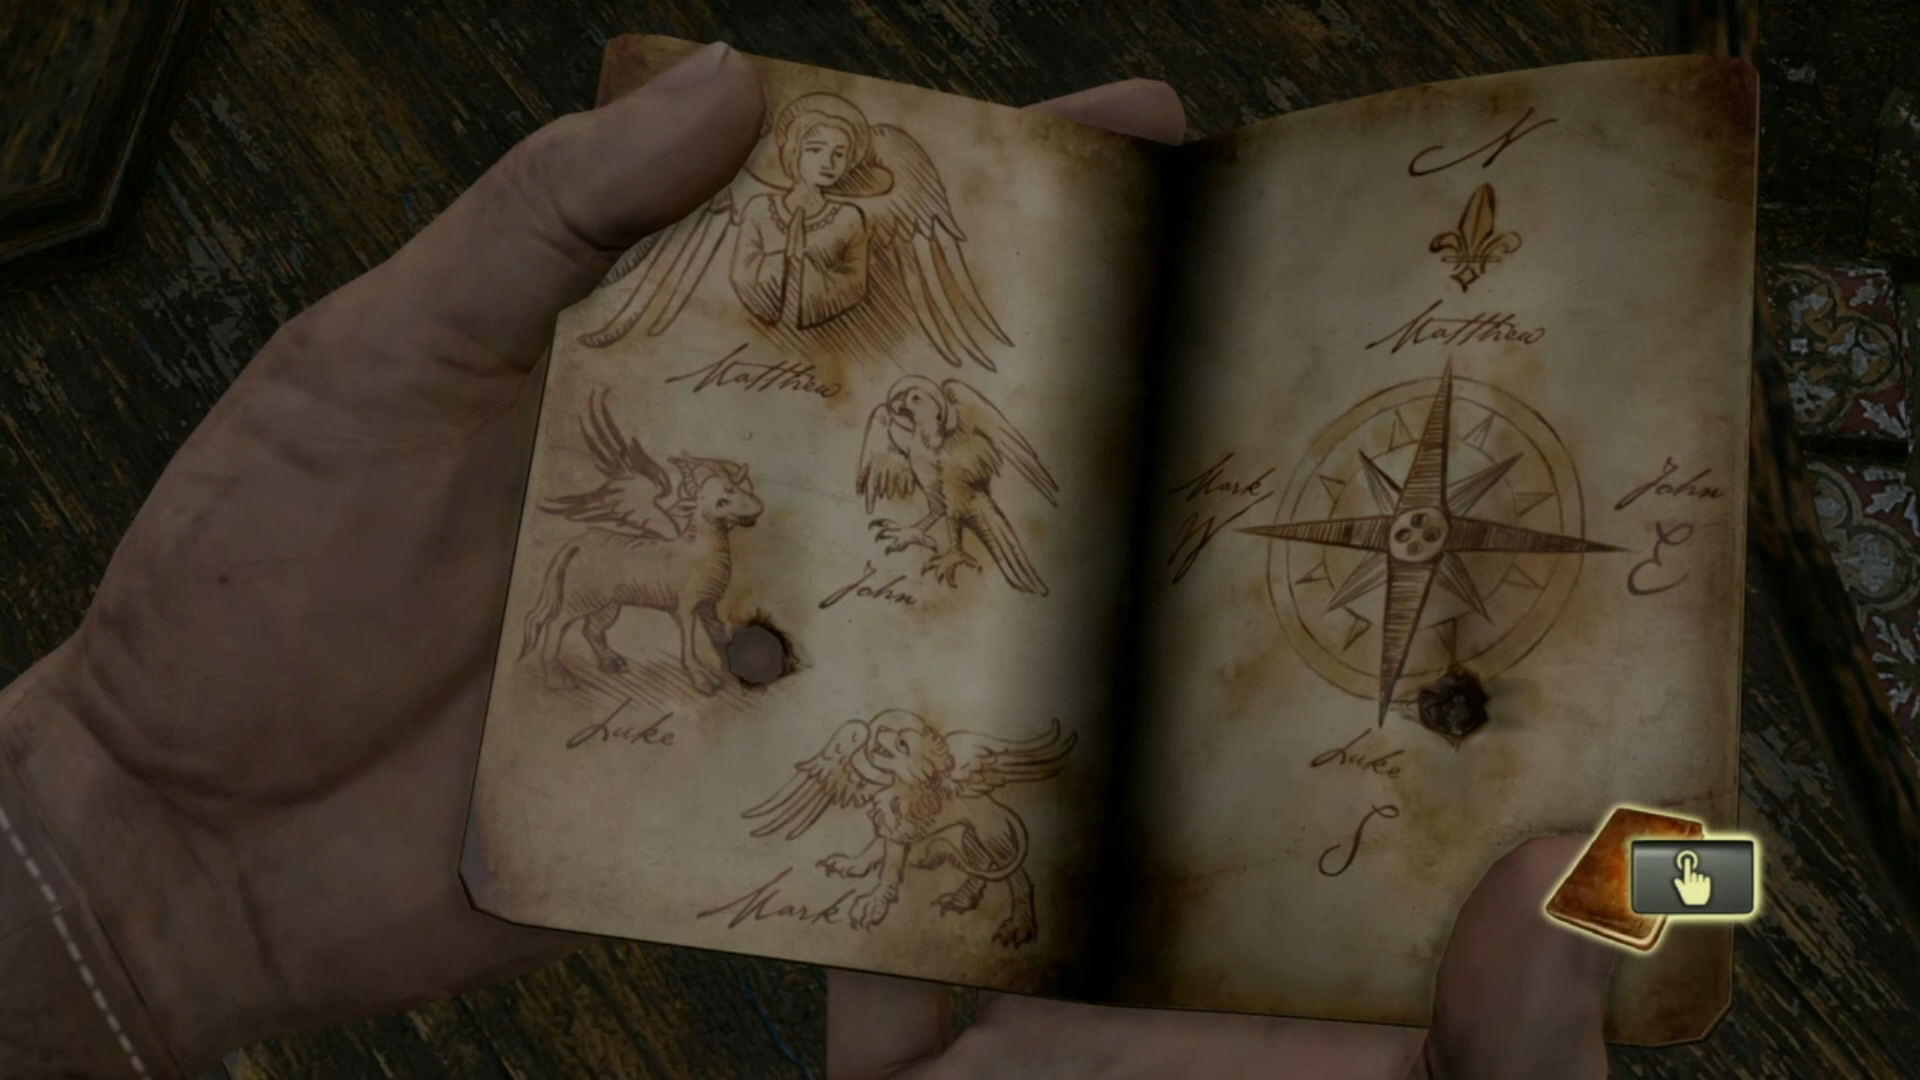 Matthew
John
Luke
Mark
N
Matthew
Mark
John
W
E
Luke
S